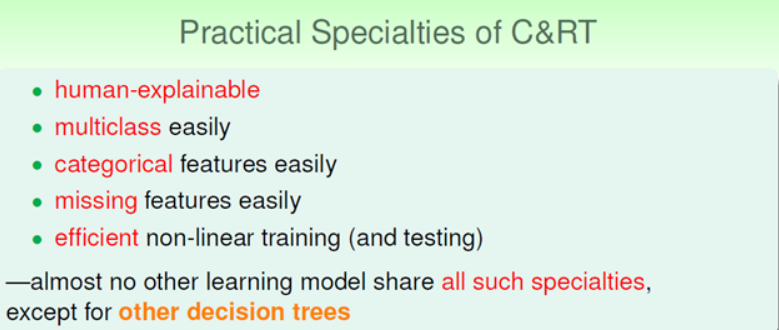 Practical Specialties of C&RT
• human-explainable
• multiclass easily
• categorical features easily
• missing features easily
• efficient non-linear training (and testing)
—almost no other learning model share all such specialties,
except for other decision trees